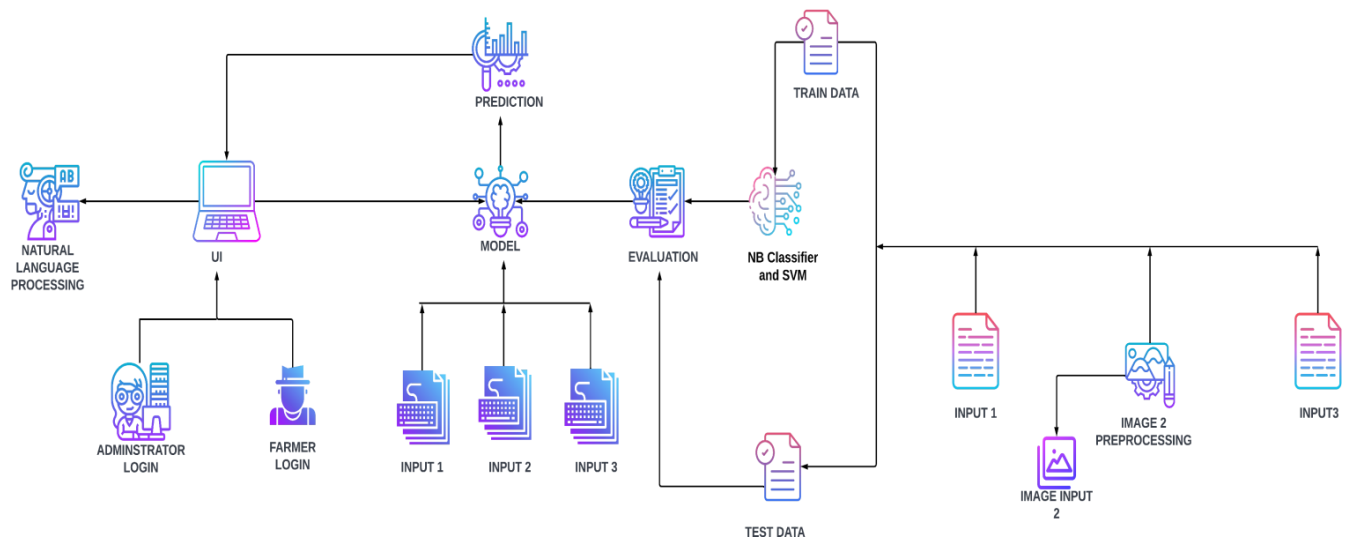 PREDICTION
TRAIN DATA
AB
NATURAL
LANGUAGE
PROCESSING
UI
MODEL
EVALUATION
NB Classifier
and SVM
ADMINSTRATOR
LOGIN
FARMER
LOGIN
INPUT 1
INPUT 2
INPUT 3
TEST DATA
INPUT 1
IMAGE 2
PREPROCESSING
INPUT3
IMAGE INPUT
2